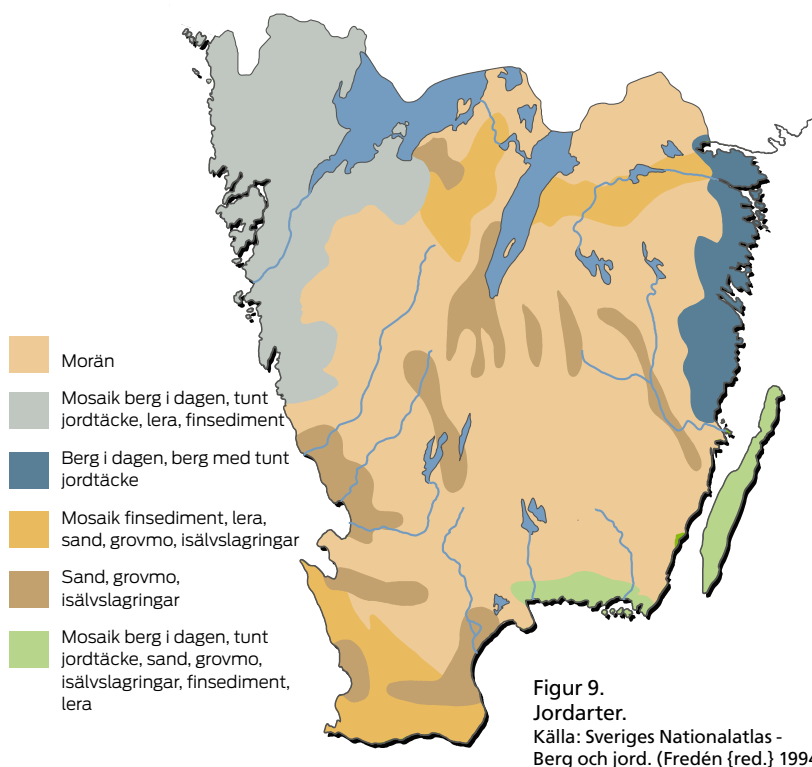 Morän
Mosaik berg i dagen, tunt
jordtäcke, lera, finsediment
Berg i dagen, berg med tunt
jordtäcke
Mosaik finsediment, lera,
sand, grovmo, isälvslagringar
Sand, grovmo,
isälvslagringar
Mosaik berg i dagen, tunt
jordtäcke, sand, grovmo,
isälvslagringar, finsediment,
lera
Figur 9.
Jordarter.
Källa: Sveriges Nationalatlas -
Berg och jord. (Fredén {red.} 1994